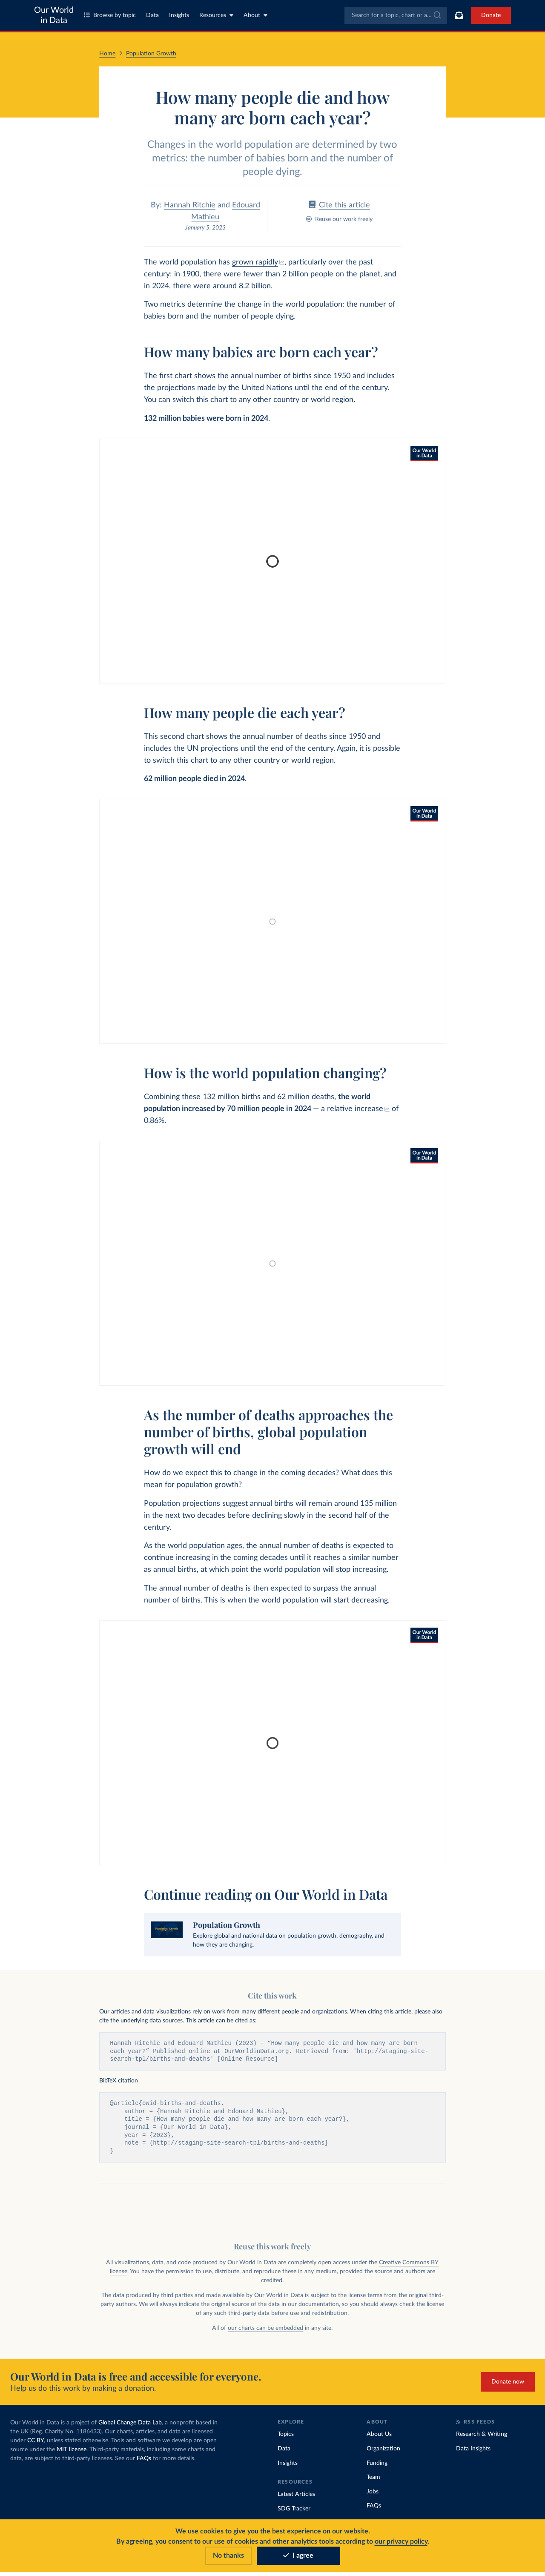 Our World
in Data
Browse by topic
Data
Insights
Resources
About
Search for a topic, chart or a...
Donate
Home
Population Growth
How many people die and how
many are born each year?
Changes in the world population are determined by two
metrics: the number of babies born and the number of
people dying.
By: Hannah Ritchie and Edouard
Mathieu
January 5, 2023
Cite this article
Reuse our work freely
The world population has grown rapidly, particularly over the past
century: in 1900, there were fewer than 2 billion people on the planet, and
in 2024, there were around 8.2 billion.
Two metrics determine the change in the world population: the number of
babies born and the number of people dying.
How many babies are born each year?
The first chart shows the annual number of births since 1950 and includes
the projections made by the United Nations until the end of the century.
You can switch this chart to any other country or world region.
132 million babies were born in 2024.
Our World
in Data
How many people die each year?
This second chart shows the annual number of deaths since 1950 and
includes the UN projections until the end of the century. Again, it is possible
to switch this chart to any other country or world region.
62 million people died in 2024.
Our World
in Data
How is the world population changing?
Combining these 132 million births and 62 million deaths, the world
population increased by 70 million people in 2024 — a relative increase of
0.86%.
Our World
in Data
As the number of deaths approaches the
number of births, global population
growth will end
How do we expect this to change in the coming decades? What does this
mean for population growth?
Population projections suggest annual births will remain around 135 million
in the next two decades before declining slowly in the second half of the
century.
As the world population ages, the annual number of deaths is expected to
continue increasing in the coming decades until it reaches a similar number
as annual births, at which point the world population will stop increasing.
The annual number of deaths is then expected to surpass the annual
number of births. This is when the world population will start decreasing.
Our World
in Data
Continue reading on Our World in Data
Population Growth
Explore global and national data on population growth, demography, and
how they are changing.
Cite this work
Our articles and data visualizations rely on work from many different people and organizations. When citing this article, please also
cite the underlying data sources. This article can be cited as:
Hannah Ritchie and Edouard Mathieu (2023) - “How many people die and how many are born
each year?” Published online at OurWorldinData.org. Retrieved from: 'http://staging-site-
search-tpl/births-and-deaths' [Online Resource]
BibTeX citation
@article{owid-births-and-deaths,
author = {Hannah Ritchie and Edouard Mathieu},
title = {How many people die and how many are born each year?},
journal = {Our World in Data},
year = {2023},
note = {http://staging-site-search-tpl/births-and-deaths}
}
Reuse this work freely
All visualizations, data, and code produced by Our World in Data are completely open access under the Creative Commons BY
license. You have the permission to use, distribute, and reproduce these in any medium, provided the source and authors are
credited.
The data produced by third parties and made available by Our World in Data is subject to the license terms from the original third-
party authors. We will always indicate the original source of the data in our documentation, so you should always check the license
of any such third-party data before use and redistribution.
All of our charts can be embedded in any site.
Our World in Data is free and accessible for everyone.
Help us do this work by making a donation.
Donate now
Our World in Data is a project of Global Change Data Lab, a nonprofit based in
the UK (Reg. Charity No. 1186433). Our charts, articles, and data are licensed
under CC BY, unless stated otherwise. Tools and software we develop are open
source under the MIT license. Third-party materials, including some charts and
data, are subject to third-party licenses. See our FAQs for more details.
EXPLORE
Topics
Data
Insights
RESOURCES
Latest Articles
SDG Tracker
ABOUT
About Us
Organization
Funding
Team
Jobs
FAQs
RSS FEEDS
Research & Writing
Data Insights
We use cookies to give you the best experience on our website.
By agreeing, you consent to our use of cookies and other analytics tools according to our privacy policy.
No thanks
I agree